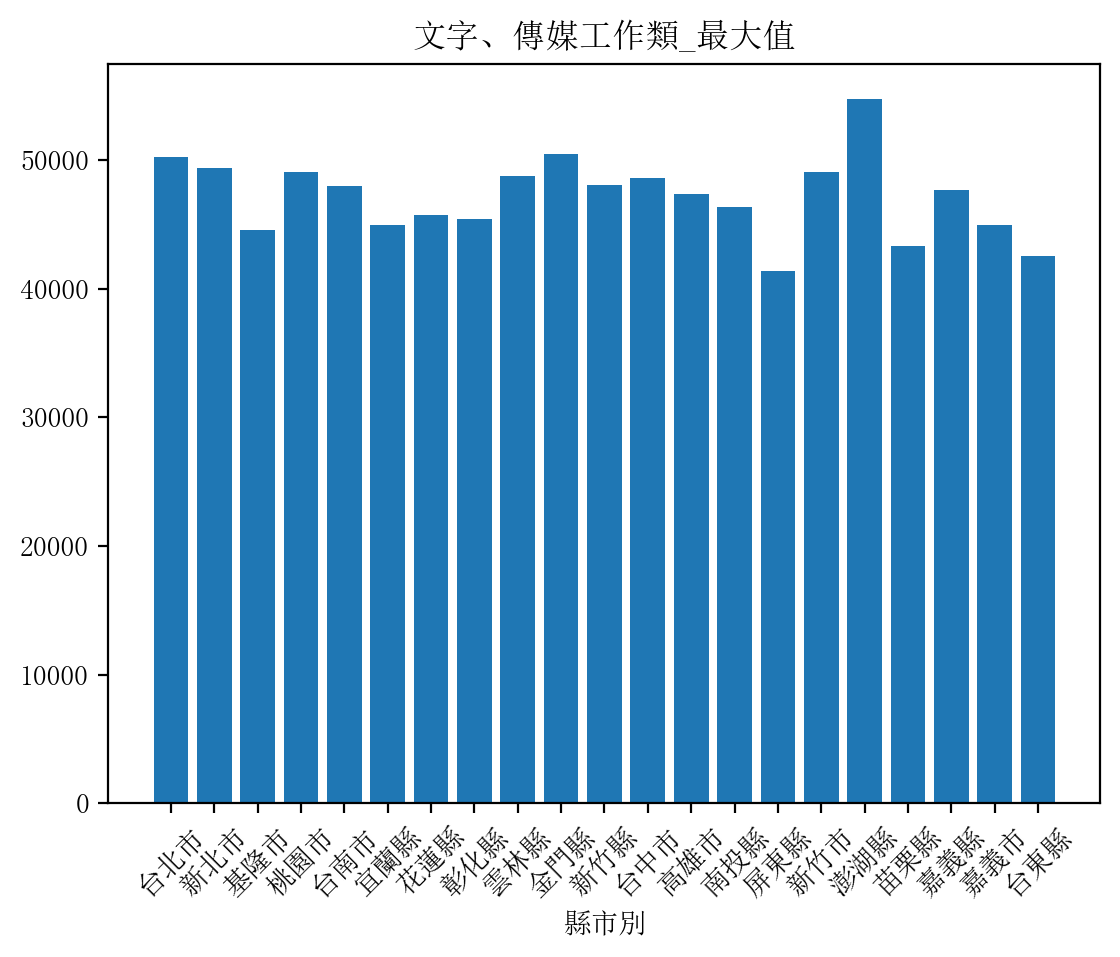 文字、傳媒工作類_最大值
50000
40000
30000
20000
10000
0
台北市
新北市
基隆市
桃園市
台南市
宜蘭縣
花蓮縣
彰化縣
雲林縣
金門縣
新竹縣
台中市
高雄市
南投縣
屏東縣
新竹市
澎湖縣
苗栗縣
嘉義縣
嘉義市
台東縣
縣市別